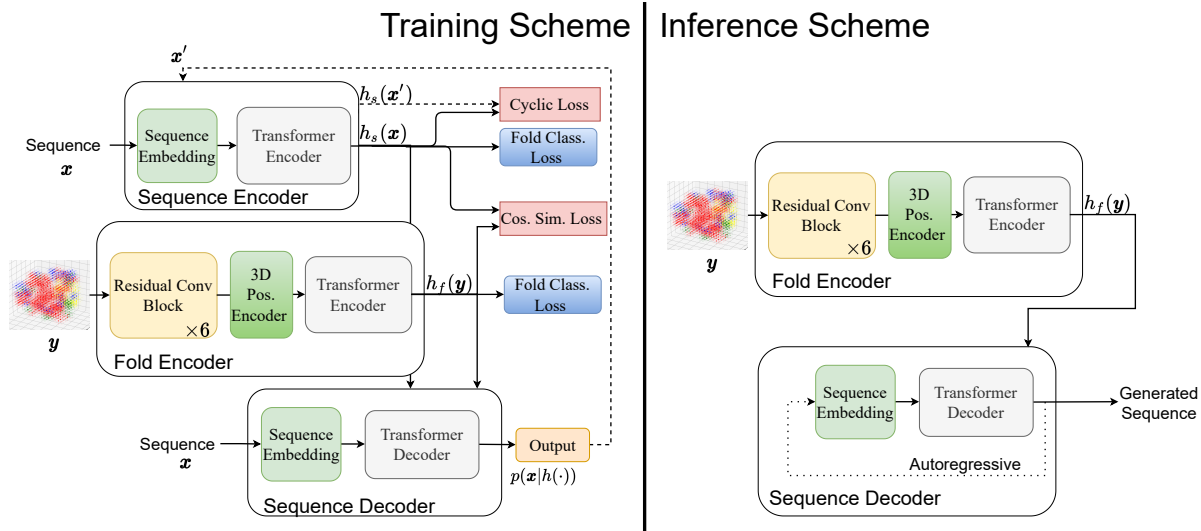 Training Scheme
x′
h_s(x′)
Cyclic Loss
Sequence
x
Sequence
Embedding
Transformer
Encoder
h_s(x)
Fold Class.
Loss
Sequence Encoder
Cos. Sim. Loss
y
Residual Conv
Block
×6
3D
Pos.
Encoder
Transformer
Encoder
h_f(y)
Fold Class.
Loss
Fold Encoder
Sequence
x
Sequence
Embedding
Transformer
Decoder
Output
p(x|h(·))
Sequence Decoder
Inference Scheme
y
Residual Conv
Block
×6
3D
Pos.
Encoder
Transformer
Encoder
h_f(y)
Fold Encoder
Sequence
Embedding
Transformer
Decoder
Generated
Sequence
Autoregressive
Sequence Decoder